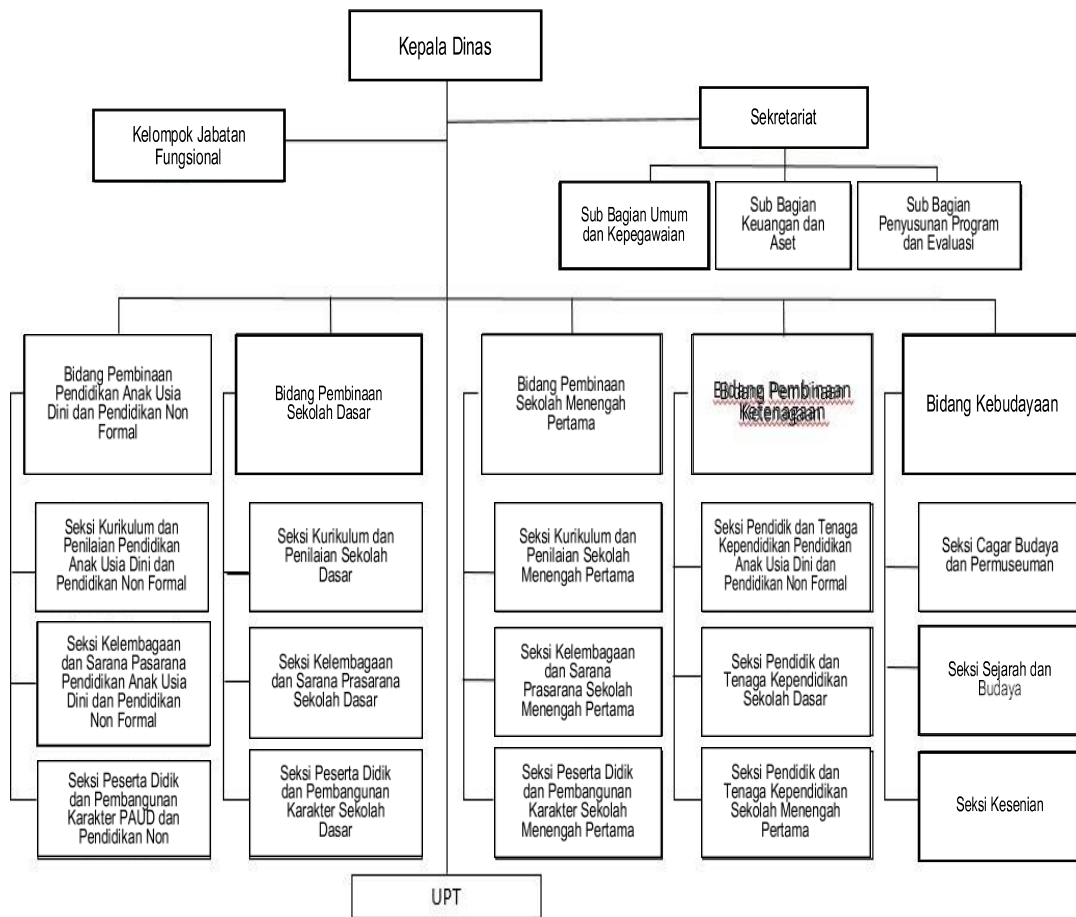 Kepala Dinas
Kelompok Jabatan
Fungsional
Sekretariat
Sub Bagian Umum
dan Kepegawaian
Sub Bagian
Keuangan dan
Aset
Sub Bagian
Penyusunan Program
dan Evaluasi
Bidang Pembinaan
Pendidikan Anak Usia
Dini dan Pendidikan Non
Formal
Bidang Pembinaan
Sekolah Dasar
Bidang Pembinaan
Sekolah Menengah
Pertama
Bidang Pembinaan
Ketenagaan
Bidang Kebudayaan
Seksi Kurikulum dan
Penilaian Pendidikan
Anak Usia Dini dan
Pendidikan Non Formal
Seksi Kurikulum dan
Penilaian Sekolah
Dasar
Seksi Kurikulum dan
Penilaian Sekolah
Menengah Pertama
Seksi Pendidik dan Tenaga
Kependidikan Pendidikan
Anak Usia Dini dan
Pendidikan Non Formal
Seksi Cagar Budaya
dan Permuseuman
Seksi Kelembagaan
dan Sarana Pasarana
Pendidikan Anak Usia
Dini dan Pendidikan
Non Formal
Seksi Kelembagaan
dan Sarana Prasarana
Sekolah Dasar
Seksi Kelembagaan
dan Sarana
Prasarana Sekolah
Menengah Pertama
Seksi Pendidik dan
Tenaga Kependidikan
Sekolah Dasar
Seksi Sejarah dan
Budaya
Seksi Peserta Didik
dan Pembangunan
Karakter PAUD dan
Pendidikan Non
Seksi Peserta Didik
dan Pembangunan
Karakter Sekolah
Dasar
Seksi Peserta Didik
dan Pembangunan
Karakter Sekolah
Menengah Pertama
Seksi Pendidik dan
Tenaga Kependidikan
Sekolah Menengah
Pertama
Seksi Kesenian
UPT